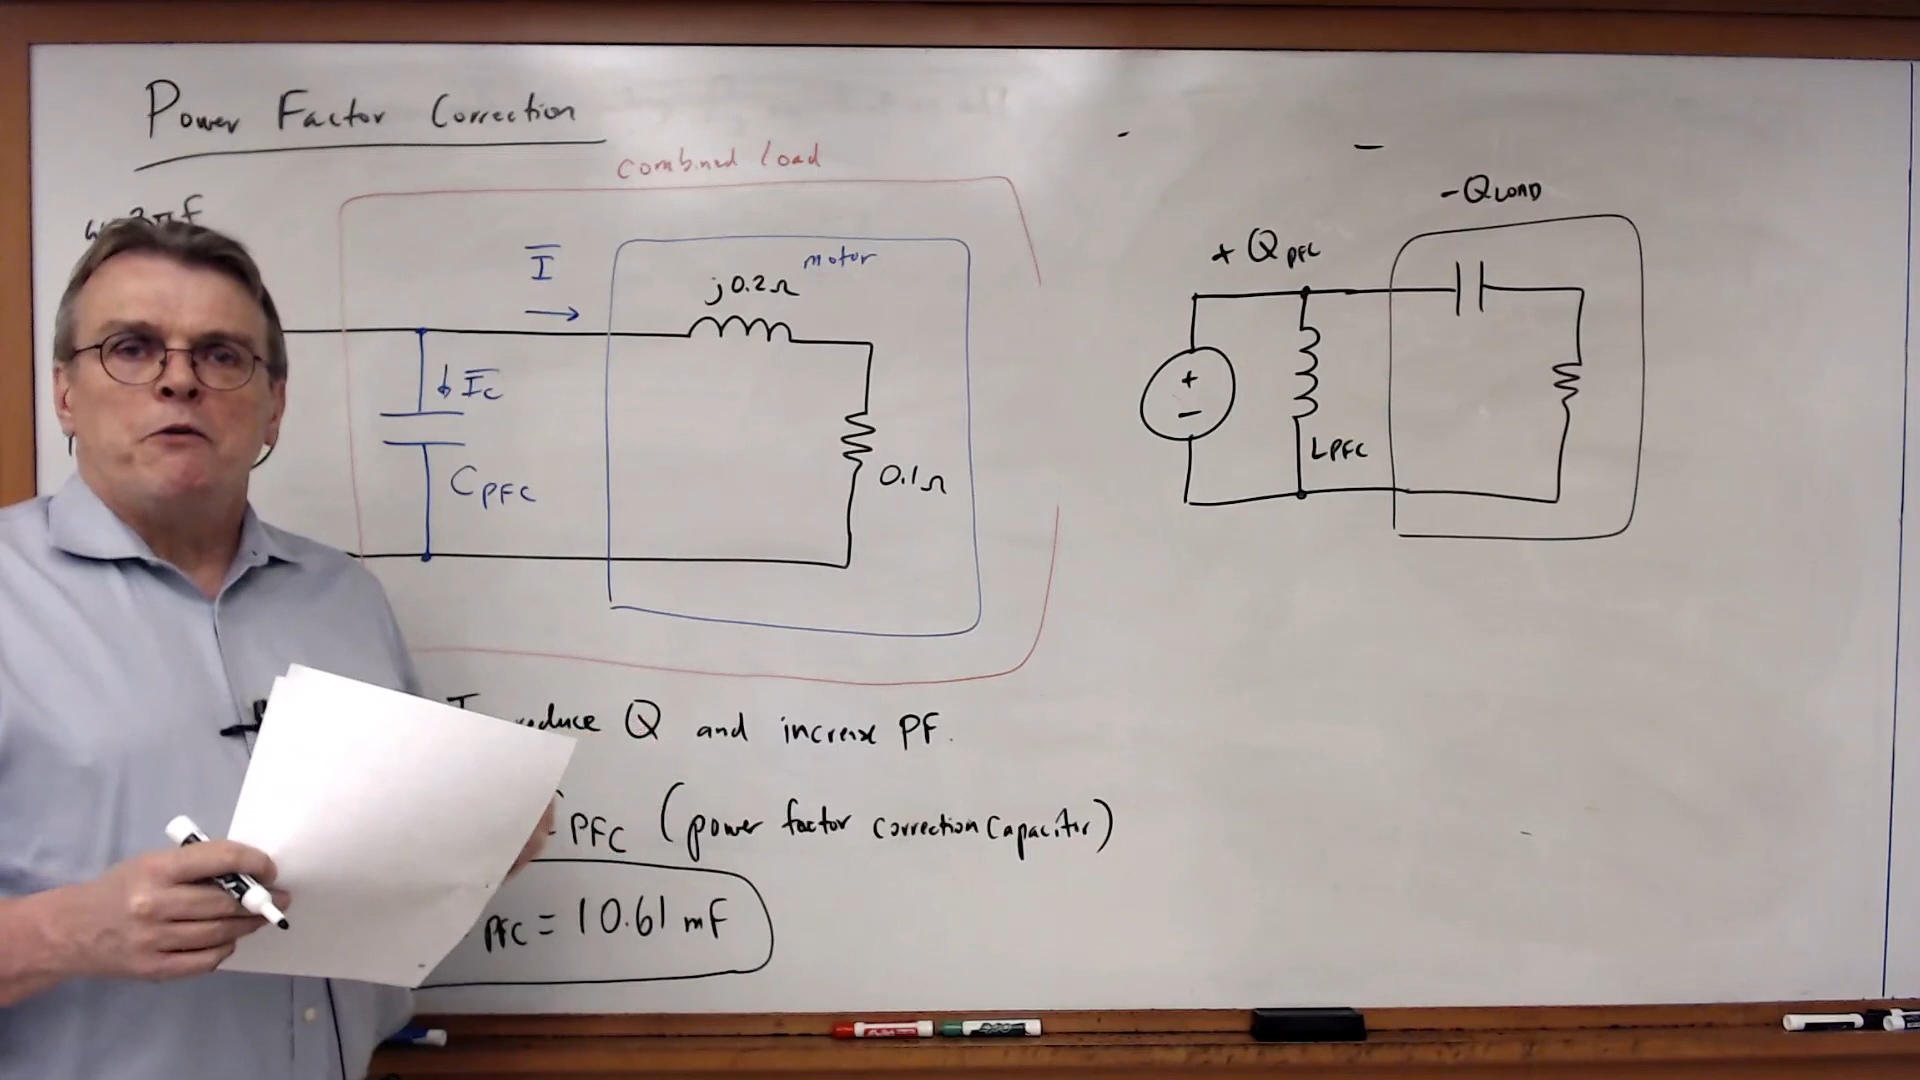 Power Factor Correction
combined load
2πf
I
motor
j0.2Ω
Ic
CPFC
0.1Ω
-QLOAD
+QPFC
+
-
LPFC
reduce Q and increase PF.
PFC (power factor correction Capacitor)
PFC = 10.61 mF